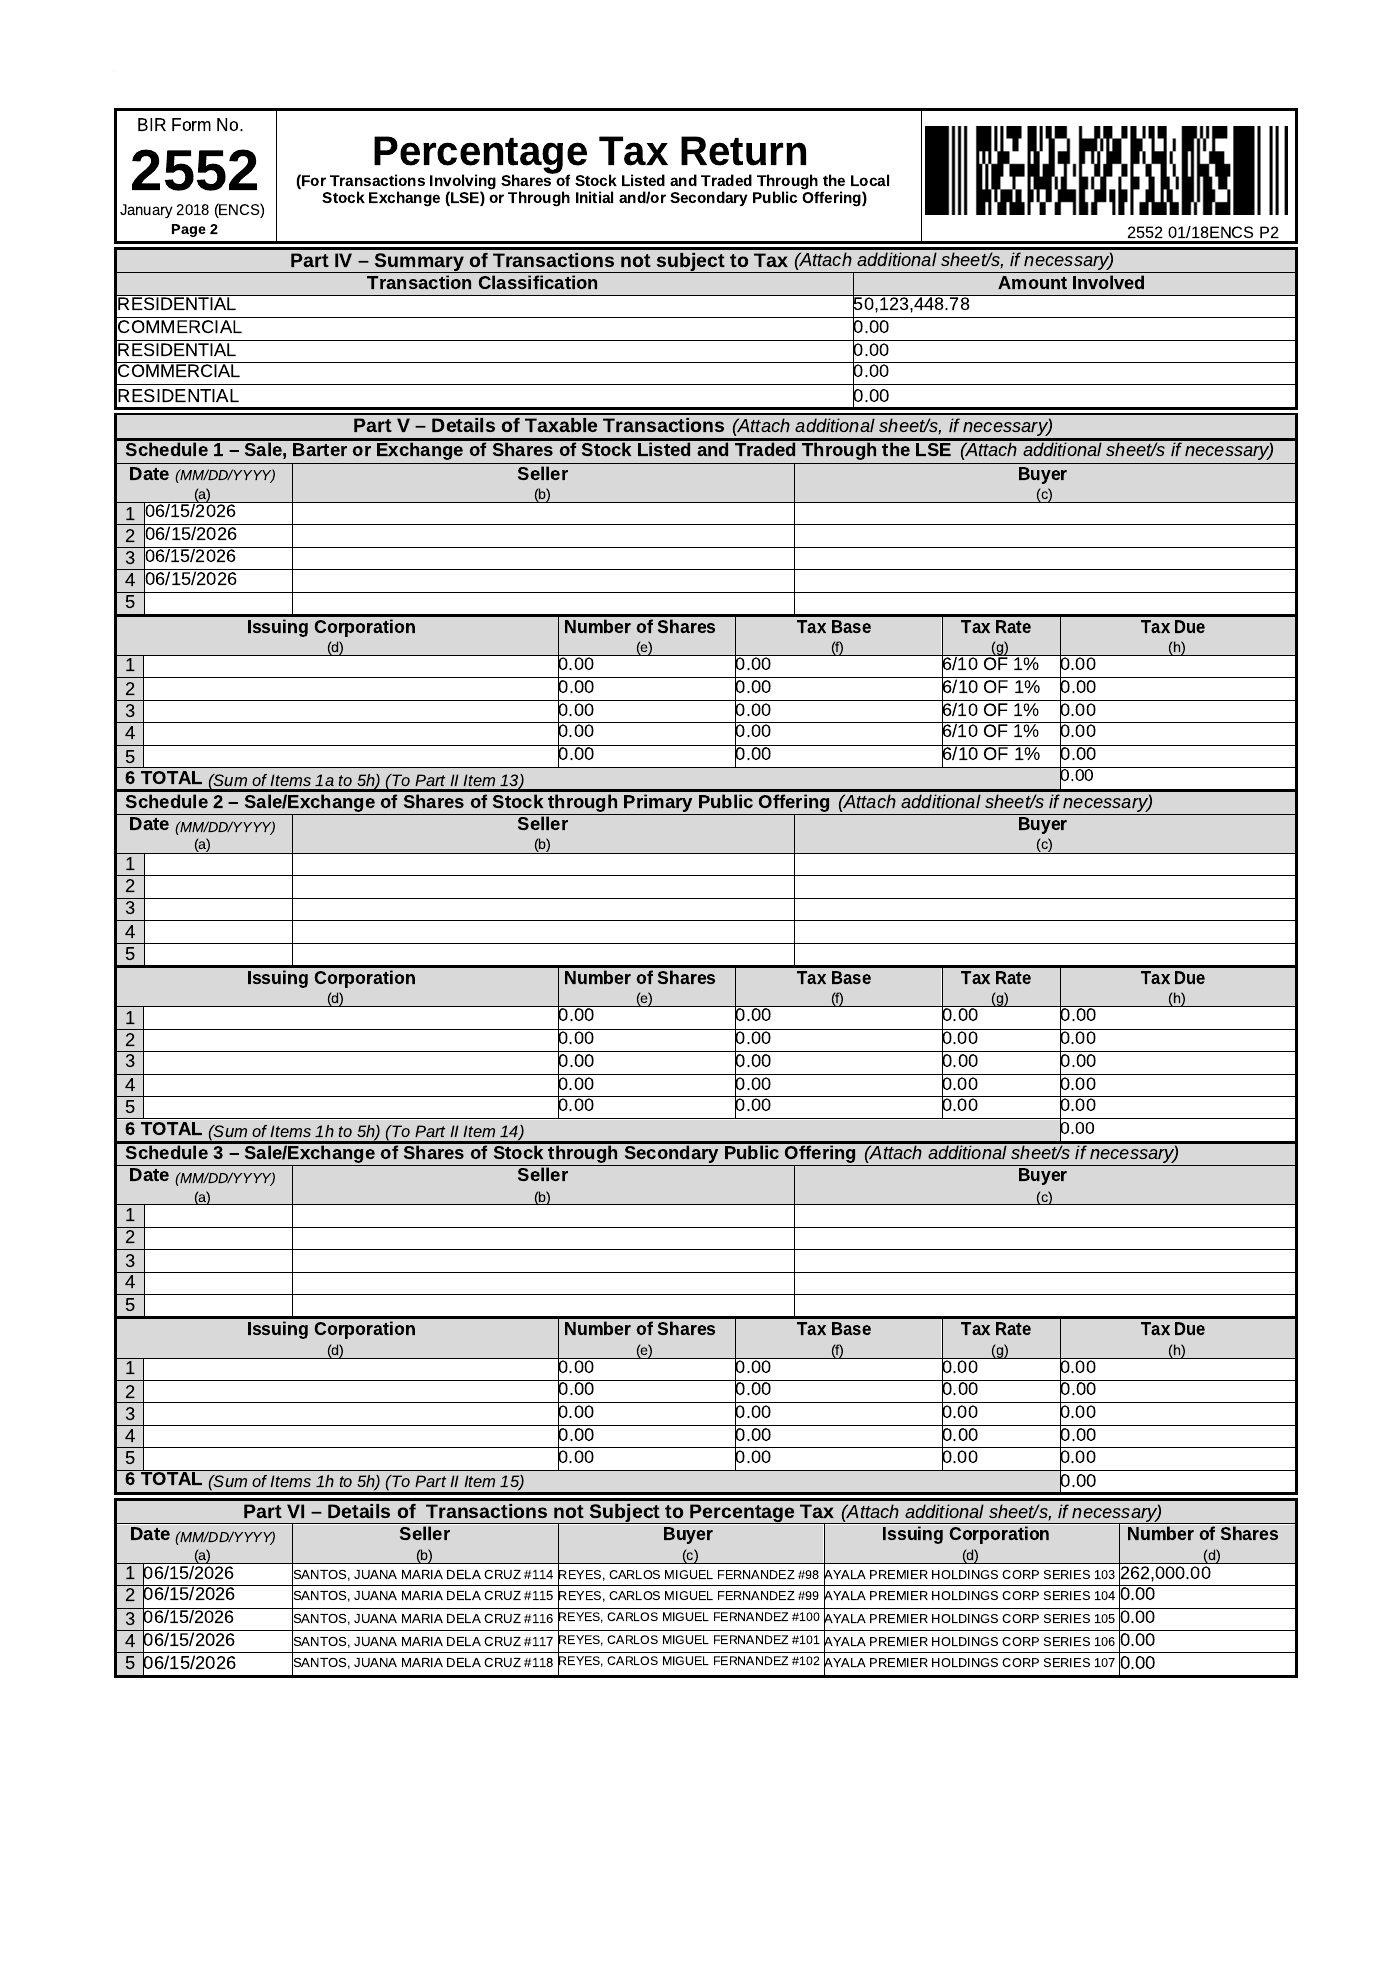 BIR Form No.
2552
January 2018 (ENCS)
Page 2
Percentage Tax Return
(For Transactions Involving Shares of Stock Listed and Traded Through the Local
Stock Exchange (LSE) or Through Initial and/or Secondary Public Offering)
2552 01/18ENCS P2
Part IV – Summary of Transactions not subject to Tax (Attach additional sheet/s, if necessary)
Transaction Classification Amount Involved
RESIDENTIAL 50,123,448.78
COMMERCIAL 0.00
RESIDENTIAL 0.00
COMMERCIAL 0.00
RESIDENTIAL 0.00
Part V – Details of Taxable Transactions (Attach additional sheet/s, if necessary)
Schedule 1 – Sale, Barter or Exchange of Shares of Stock Listed and Traded Through the LSE (Attach additional sheet/s if necessary)
Date (MM/DD/YYYY) Seller Buyer
(a) (b) (c)
1 06/15/2026
2 06/15/2026
3 06/15/2026
4 06/15/2026
5
Issuing Corporation Number of Shares Tax Base Tax Rate Tax Due
(d) (e) (f) (g) (h)
1 0.00 0.00 6/10 OF 1% 0.00
2 0.00 0.00 6/10 OF 1% 0.00
3 0.00 0.00 6/10 OF 1% 0.00
4 0.00 0.00 6/10 OF 1% 0.00
5 0.00 0.00 6/10 OF 1% 0.00
6 TOTAL (Sum of Items 1a to 5h) (To Part II Item 13) 0.00
Schedule 2 – Sale/Exchange of Shares of Stock through Primary Public Offering (Attach additional sheet/s if necessary)
Date (MM/DD/YYYY) Seller Buyer
(a) (b) (c)
1
2
3
4
5
Issuing Corporation Number of Shares Tax Base Tax Rate Tax Due
(d) (e) (f) (g) (h)
1 0.00 0.00 0.00 0.00
2 0.00 0.00 0.00 0.00
3 0.00 0.00 0.00 0.00
4 0.00 0.00 0.00 0.00
5 0.00 0.00 0.00 0.00
6 TOTAL (Sum of Items 1h to 5h) (To Part II Item 14) 0.00
Schedule 3 – Sale/Exchange of Shares of Stock through Secondary Public Offering (Attach additional sheet/s if necessary)
Date (MM/DD/YYYY) Seller Buyer
(a) (b) (c)
1
2
3
4
5
Issuing Corporation Number of Shares Tax Base Tax Rate Tax Due
(d) (e) (f) (g) (h)
1 0.00 0.00 0.00 0.00
2 0.00 0.00 0.00 0.00
3 0.00 0.00 0.00 0.00
4 0.00 0.00 0.00 0.00
5 0.00 0.00 0.00 0.00
6 TOTAL (Sum of Items 1h to 5h) (To Part II Item 15) 0.00
Part VI – Details of Transactions not Subject to Percentage Tax (Attach additional sheet/s, if necessary)
Date (MM/DD/YYYY) Seller Buyer Issuing Corporation Number of Shares
(a) (b) (c) (d) (d)
1 06/15/2026 SANTOS, JUANA MARIA DELA CRUZ #114 REYES, CARLOS MIGUEL FERNANDEZ #98 AYALA PREMIER HOLDINGS CORP SERIES 103 262,000.00
2 06/15/2026 SANTOS, JUANA MARIA DELA CRUZ #115 REYES, CARLOS MIGUEL FERNANDEZ #99 AYALA PREMIER HOLDINGS CORP SERIES 104 0.00
3 06/15/2026 SANTOS, JUANA MARIA DELA CRUZ #116 REYES, CARLOS MIGUEL FERNANDEZ #100 AYALA PREMIER HOLDINGS CORP SERIES 105 0.00
4 06/15/2026 SANTOS, JUANA MARIA DELA CRUZ #117 REYES, CARLOS MIGUEL FERNANDEZ #101 AYALA PREMIER HOLDINGS CORP SERIES 106 0.00
5 06/15/2026 SANTOS, JUANA MARIA DELA CRUZ #118 REYES, CARLOS MIGUEL FERNANDEZ #102 AYALA PREMIER HOLDINGS CORP SERIES 107 0.00